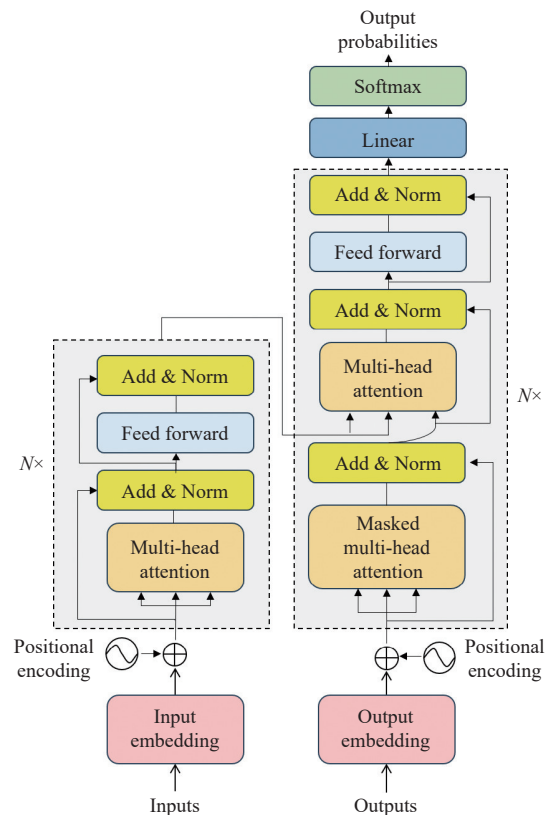 Output
probabilities
Softmax
Linear
Add & Norm
Feed forward
Add & Norm
Multi-head
attention
N×
Add & Norm
Masked
multi-head
attention
Add & Norm
Feed forward
N×
Add & Norm
Multi-head
attention
Positional
encoding
Positional
encoding
Input
embedding
Output
embedding
Inputs
Outputs